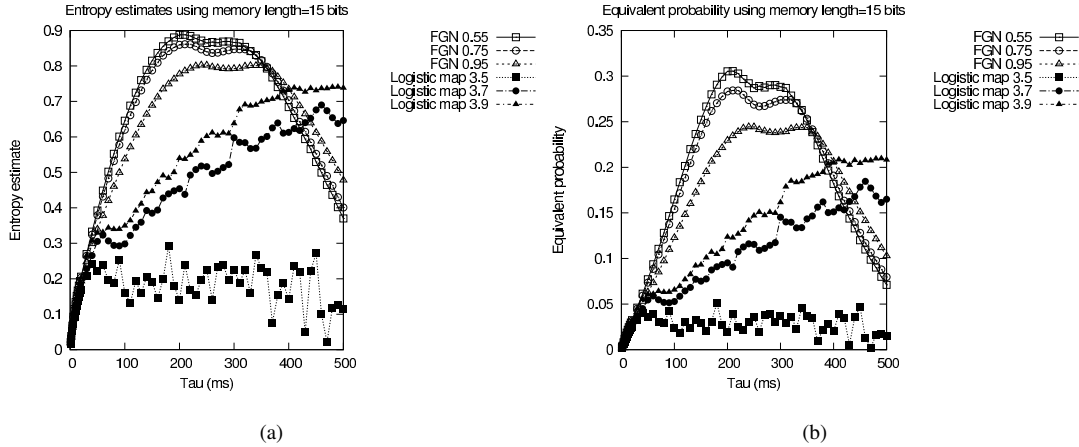 Entropy estimates using memory length=15 bits
Entropy estimate
0.9
0.8
0.7
0.6
0.5
0.4
0.3
0.2
0.1
0
0 100 200 300 400 500
Tau (ms)
FGN 0.55
FGN 0.75
FGN 0.95
Logistic map 3.5
Logistic map 3.7
Logistic map 3.9
(a)
Equivalent probability using memory length=15 bits
Equivalent probability
0.35
0.3
0.25
0.2
0.15
0.1
0.05
0
0 100 200 300 400 500
Tau (ms)
FGN 0.55
FGN 0.75
FGN 0.95
Logistic map 3.5
Logistic map 3.7
Logistic map 3.9
(b)